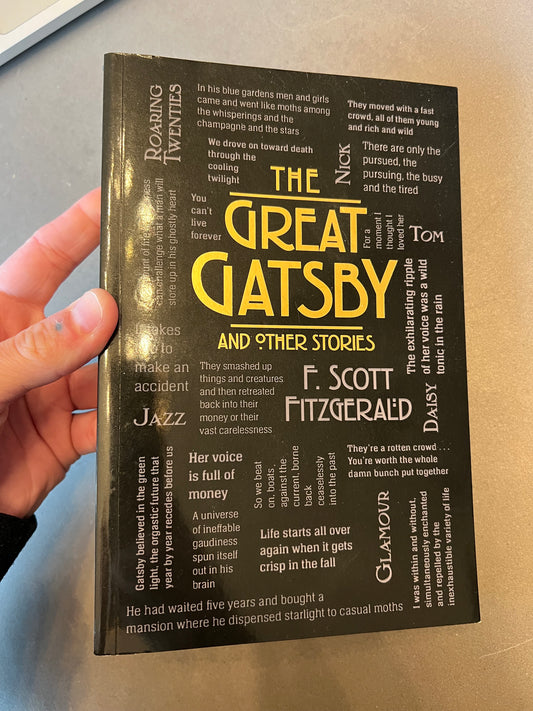 ROARING
TWENTIES
In his blue gardens men and girls
came and went like moths among
the whisperings and the
champagne and the stars
They moved with a fast
crowd, all of them young
and rich and wild
We drove on toward death
through the
cooling
twilight
NICK
There are only the
pursued, the
pursuing, the busy
and the tired
THE
GREAT
GATSBY
AND OTHER STORIES
You
can't
live
forever
For a
moment I
thought I
loved her
TOM
can challenge what a man will
store up in his ghostly heart
The exhilarating ripple
of her voice was a wild
tonic in the rain
takes
to
make an
accident
They smashed up
things and creatures
and then retreated
back into their
money or their
vast carelessness
F. SCOTT
FITZGERALD
DAISY
JAZZ
Gatsby believed in the green
light, the orgastic future that
year by year recedes before us
Her voice
is full of
money
So we beat
on, boats
against the
current, borne
back
ceaselessly
into the past
They're a rotten crowd . . .
You're worth the whole
damn bunch put together
A universe
of ineffable
gaudiness
spun itself
out in his
brain
Life starts all over
again when it gets
crisp in the fall
GLAMOUR
I was within and without,
simultaneously enchanted
and repelled by the
inexhaustible variety of life
He had waited five years and bought a
mansion where he dispensed starlight to casual moths